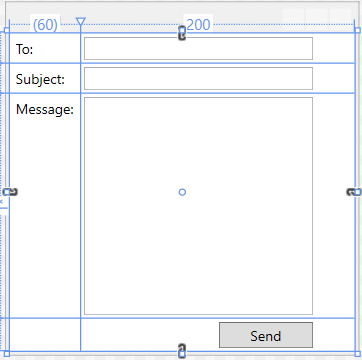 (60) 200
To:
Subject:
Message:
Send